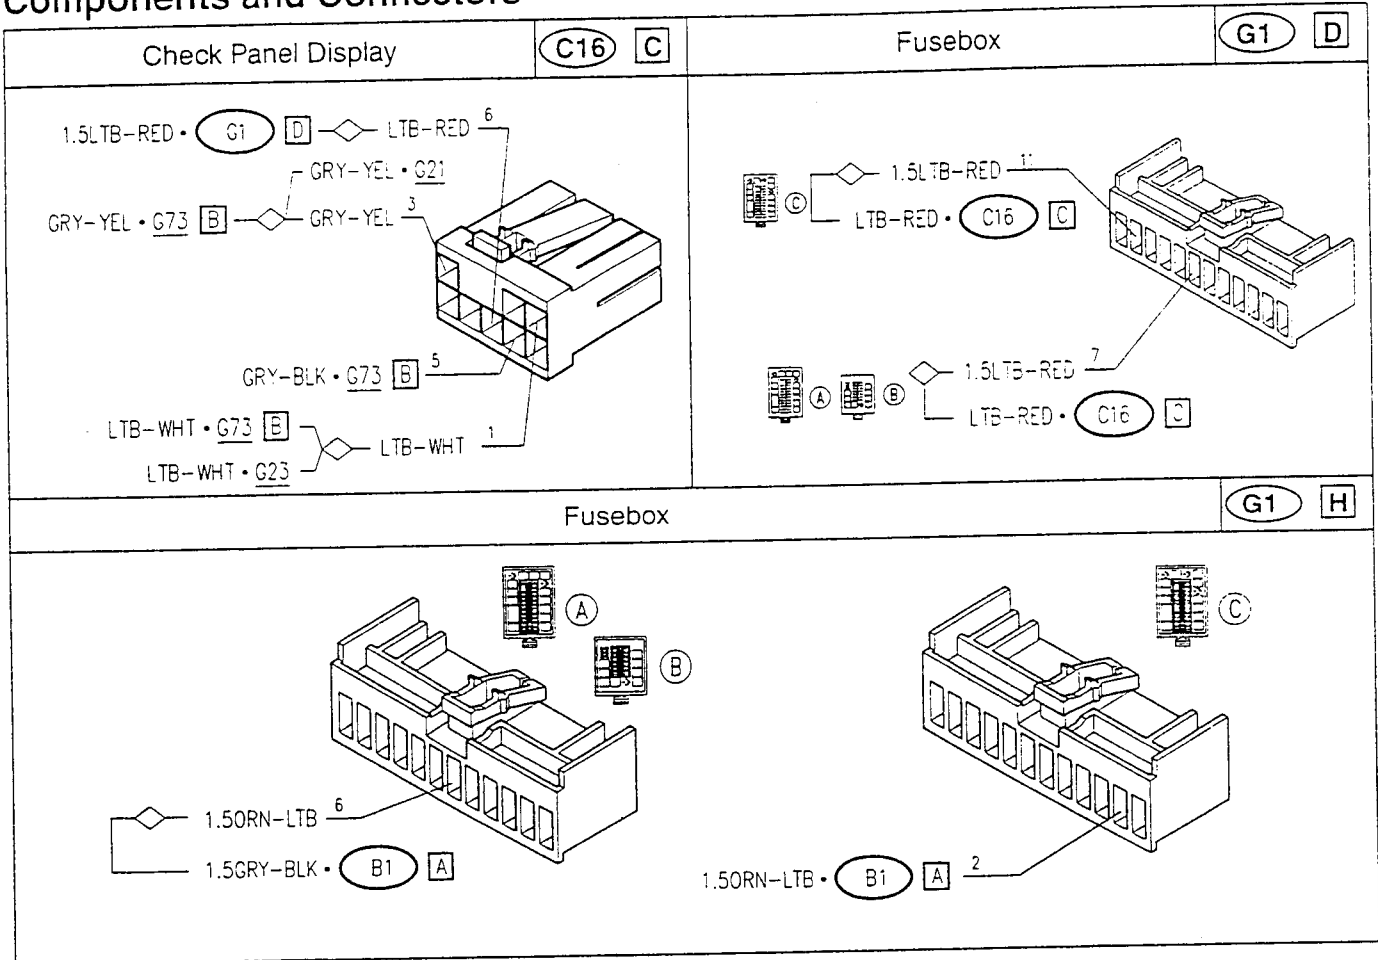 Components and Connectors
Check Panel Display C16 C
Fusebox G1 D
1.5LTB-RED • G1 D LTB-RED 6
GRY-YEL • G21
GRY-YEL • G73 B GRY-YEL 3
GRY-BLK • G73 B 5
LTB-WHT • G73 B
LTB-WHT 1
LTB-WHT • G23
1.5LTB-RED 11
C
LTB-RED • C16 C
1.5LTB-RED 7
A B
LTB-RED • C16
Fusebox G1 H
A
B
1.5ORN-LTB 6
1.5GRY-BLK • B1 A
C
1.5ORN-LTB • B1 A 2